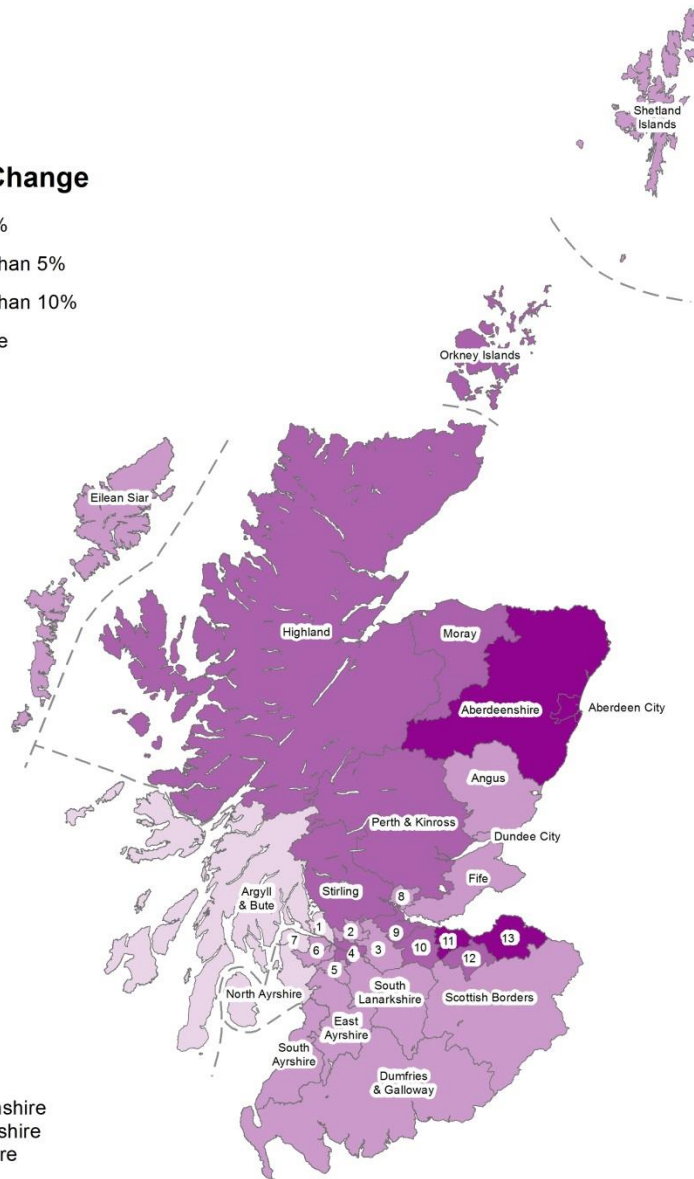 Shetland
Islands
Change
%
han 5%
han 10%
e
Orkney Islands
Eilean Siar
Highland
Moray
Aberdeenshire
Aberdeen City
Angus
Perth & Kinross
Dundee City
Fife
Stirling
Argyll
& Bute
8
1
2
9
11
13
7
6
4
3
10
12
5
North Ayrshire
South
Lanarkshire
Scottish Borders
East
Ayrshire
South
Ayrshire
Dumfries
& Galloway
nshire
shire
re